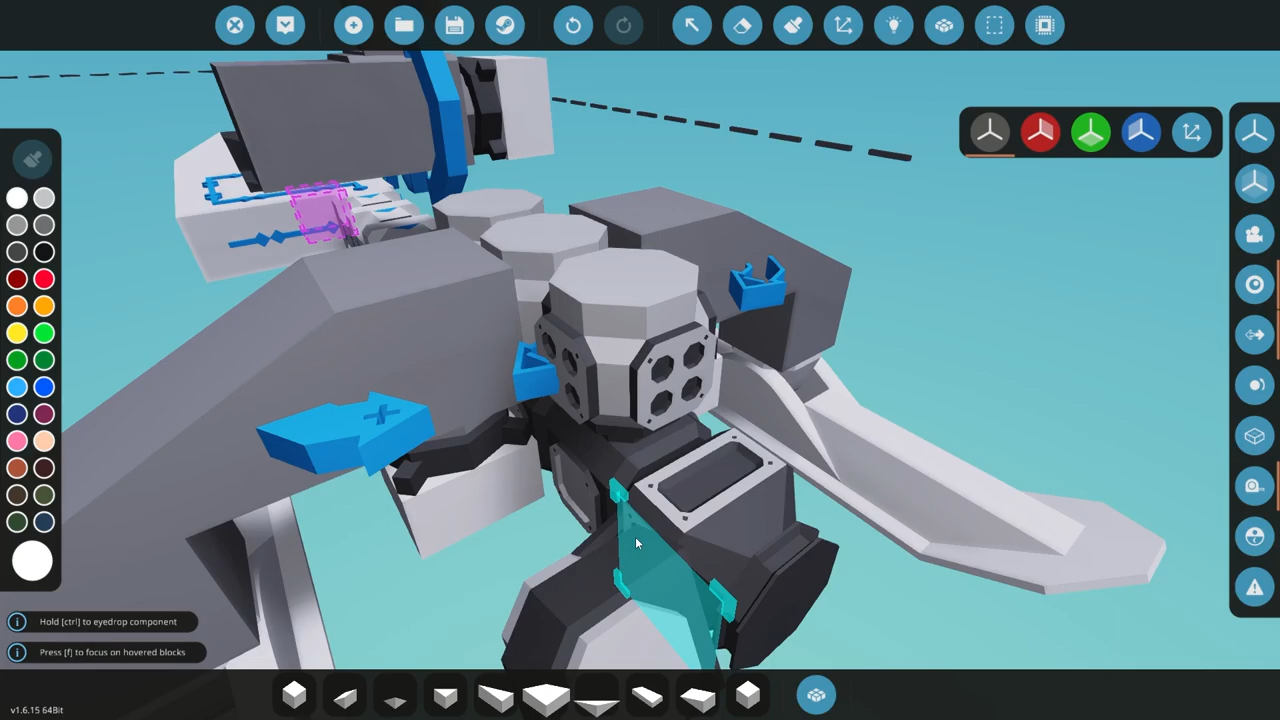 Hold [ctrl] to eyedrop component
Press [f] to focus on hovered blocks
v1.6.15 64Bit